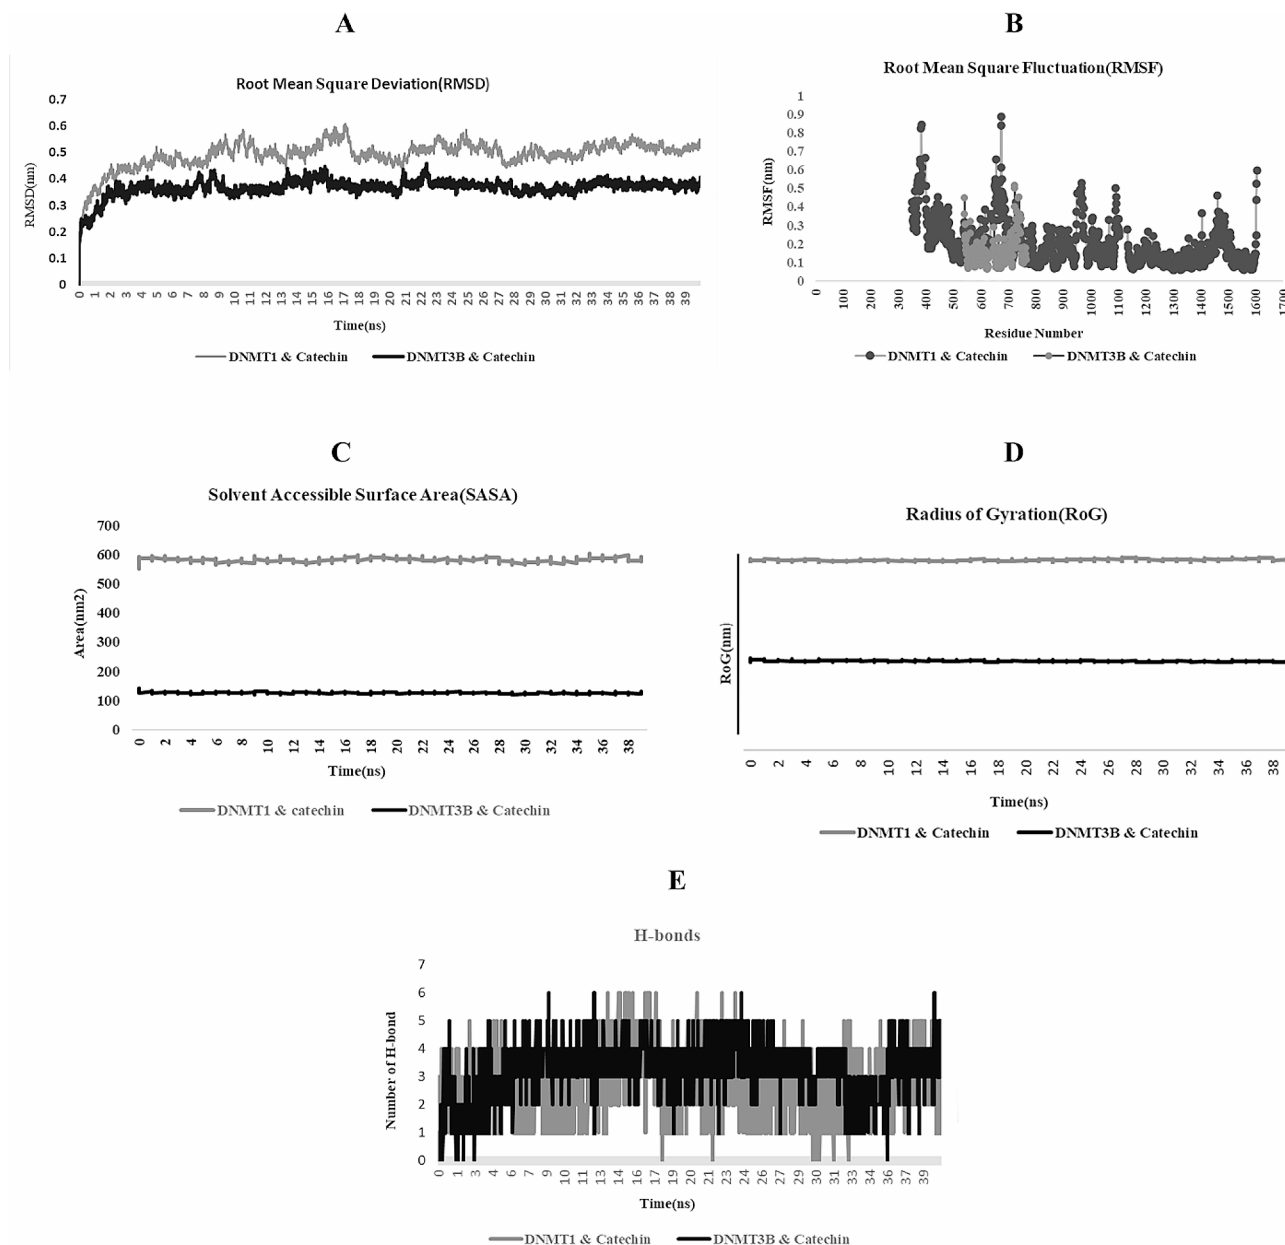 A
Root Mean Square Deviation(RMSD)
0.7
0.6
0.5
0.4
0.3
0.2
0.1
0
RMSD(nm)
0 1 2 3 4 5 6 7 8 9 10 11 12 13 14 15 16 17 18 19 20 21 22 23 24 25 26 27 28 29 30 31 32 33 34 35 36 37 38 39
Time(ns)
DNMT1 & Catechin DNMT3B & Catechin
B
Root Mean Square Fluctuation(RMSF)
1
0.9
0.8
0.7
0.6
0.5
0.4
0.3
0.2
0.1
0
RMSF(nm)
0 100 200 300 400 500 600 700 800 900 1000 1100 1200 1300 1400 1500 1600 1700
Residue Number
DNMT1 & Catechin DNMT3B & Catechin
C
Solvent Accessible Surface Area(SASA)
700
600
500
400
300
200
100
0
Area(nm2)
0 2 4 6 8 10 12 14 16 18 20 22 24 26 28 30 32 34 36 38
Time(ns)
DNMT1 & catechin DNMT3B & Catechin
D
Radius of Gyration(RoG)
RoG(nm)
0 2 4 6 8 10 12 14 16 18 20 22 24 26 28 30 32 34 36 38
Time(ns)
DNMT1 & Catechin DNMT3B & Catechin
E
H-bonds
7
6
5
4
3
2
1
0
Number of H-bond
0 1 3 4 6 7 9 10 12 13 14 16 17 19 20 22 23 24 26 27 29 30 32 33 34 36 37 39
Time(ns)
DNMT1 & Catechin DNMT3B & Catechin